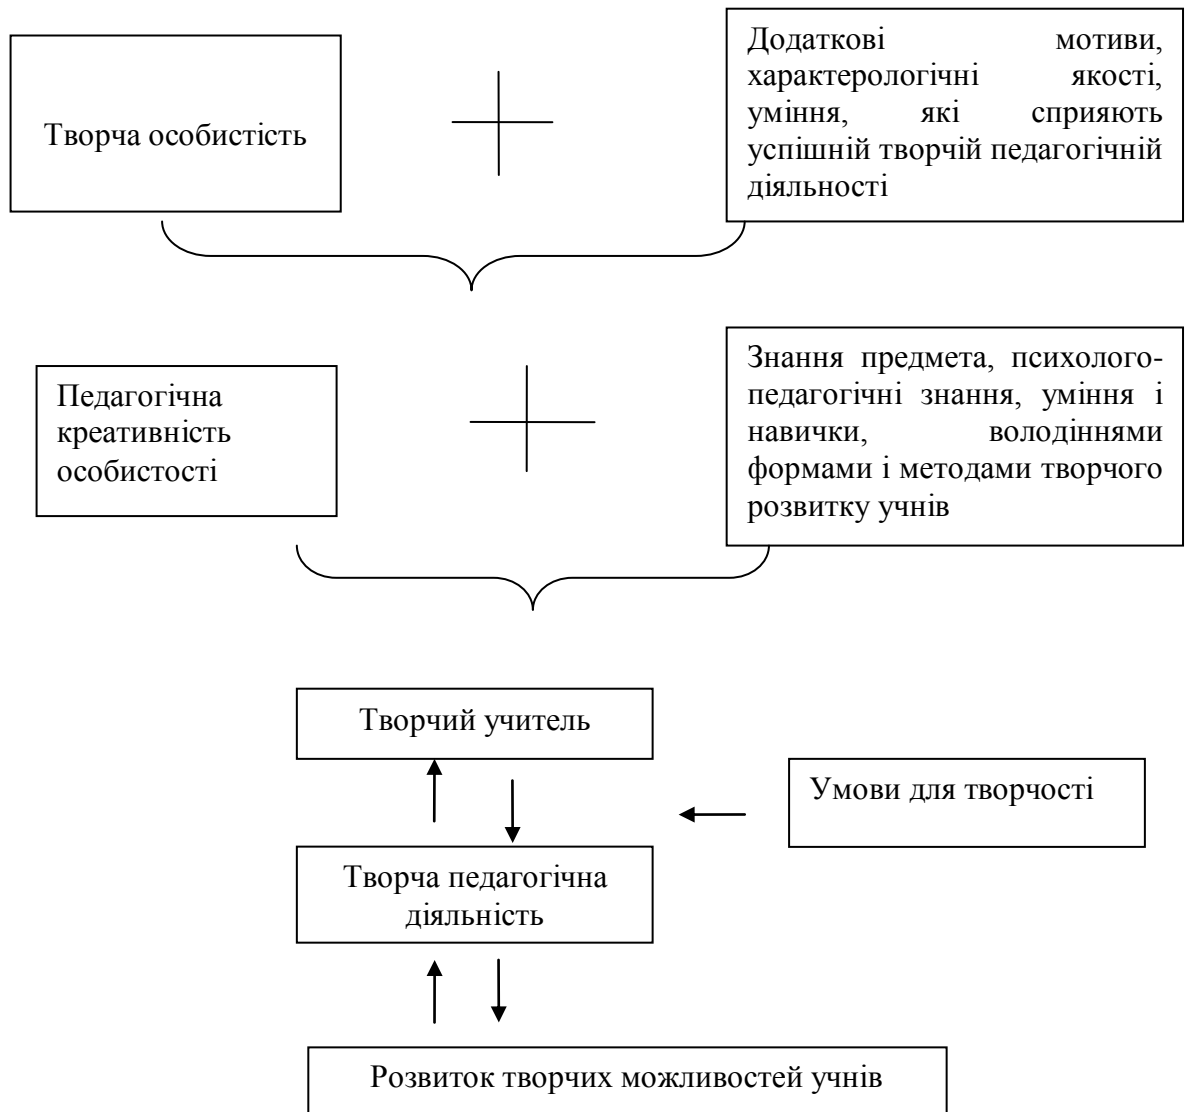 Творча особистість
Додаткові мотиви,
характерологічні якості,
уміння, які сприяють
успішній творчій педагогічній
діяльності
Педагогічна
креативність
особистості
Знання предмета, психолого-
педагогічні знання, уміння і
навички, володіннями
формами і методами творчого
розвитку учнів
Творчий учитель
Умови для творчості
Творча педагогічна
діяльність
Розвиток творчих можливостей учнів